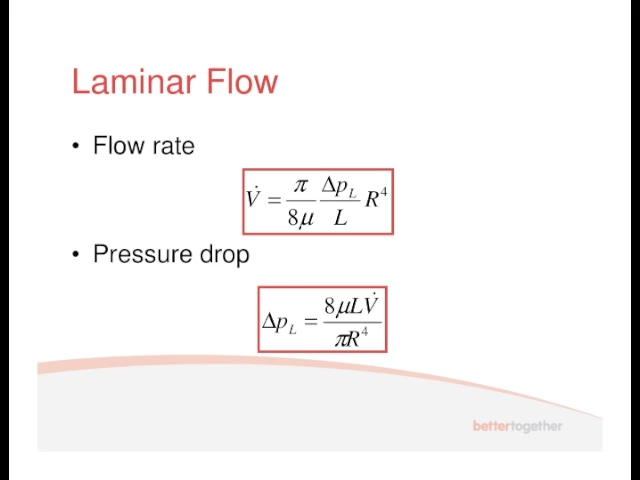 Laminar Flow
• Flow rate
V̇ = π/8μ Δp_L/L R⁴
• Pressure drop
Δp_L = 8μLV̇/πR⁴
bettertogether